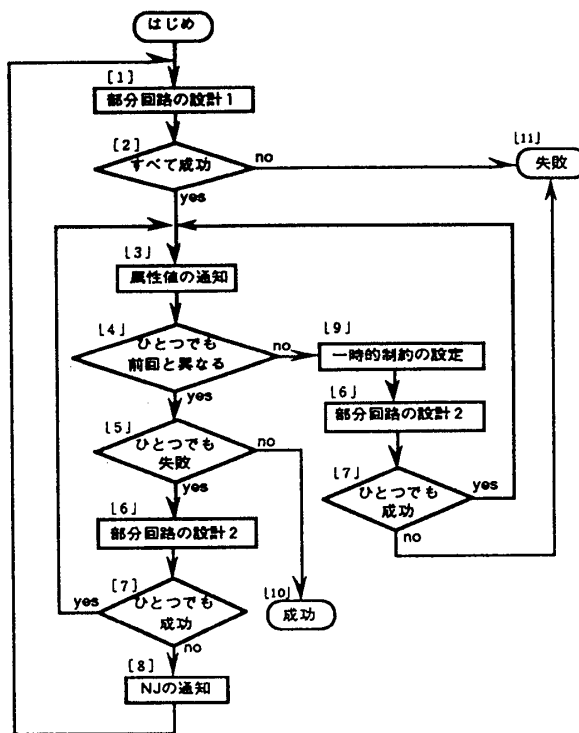 はじめ
[1]
部分回路の設計1
[2]
すべて成功
no
yes
[11]
失敗
[3]
属性値の通知
[4]
ひとつでも
前回と異なる
no
yes
[9]
一時的制約の設定
[6]
部分回路の設計2
[7]
ひとつでも
成功
yes
no
[5]
ひとつでも
失敗
no
yes
[6]
部分回路の設計2
[7]
ひとつでも
成功
yes
no
[10]
成功
[8]
NJの通知